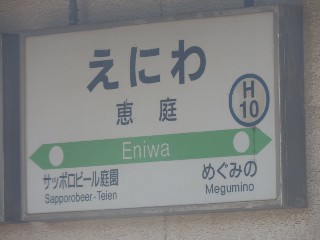 えにわ
恵庭
H
10
Eniwa
サッポロビール庭園
Sapporobeer-Teien
めぐみの
Megumino